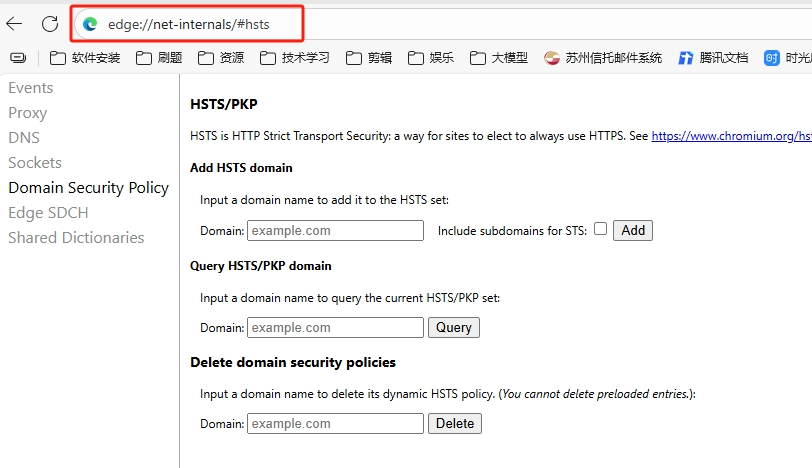 edge://net-internals/#hsts
软件安装 刷题 资源 技术学习 剪辑 娱乐 大模型 苏州信托邮件系统 腾讯文档 时 时光
Events
Proxy
DNS
Sockets
Domain Security Policy
Edge SDCH
Shared Dictionaries
HSTS/PKP
HSTS is HTTP Strict Transport Security: a way for sites to elect to always use HTTPS. See https://www.chromium.org/hst
Add HSTS domain
Input a domain name to add it to the HSTS set:
Domain: example.com Include subdomains for STS: Add
Query HSTS/PKP domain
Input a domain name to query the current HSTS/PKP set:
Domain: example.com Query
Delete domain security policies
Input a domain name to delete its dynamic HSTS policy. (You cannot delete preloaded entries.):
Domain: example.com Delete